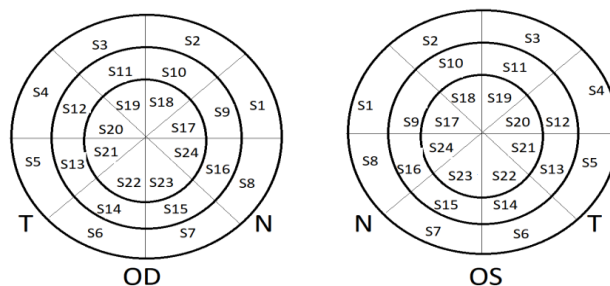 S3 S2 S2 S3
S4 S11 S10 S1 S1 S10 S11 S4
S12 S19 S18 S9 S18 S19
S20 S17 S9 S17 S20 S12
S5 S13 S21 S24 S16 S8 S8 S16 S24 S21 S13 S5
S22 S23 S23 S22
S14 S15 S15 S14
T S6 S7 N N S7 S6 T
OD OS